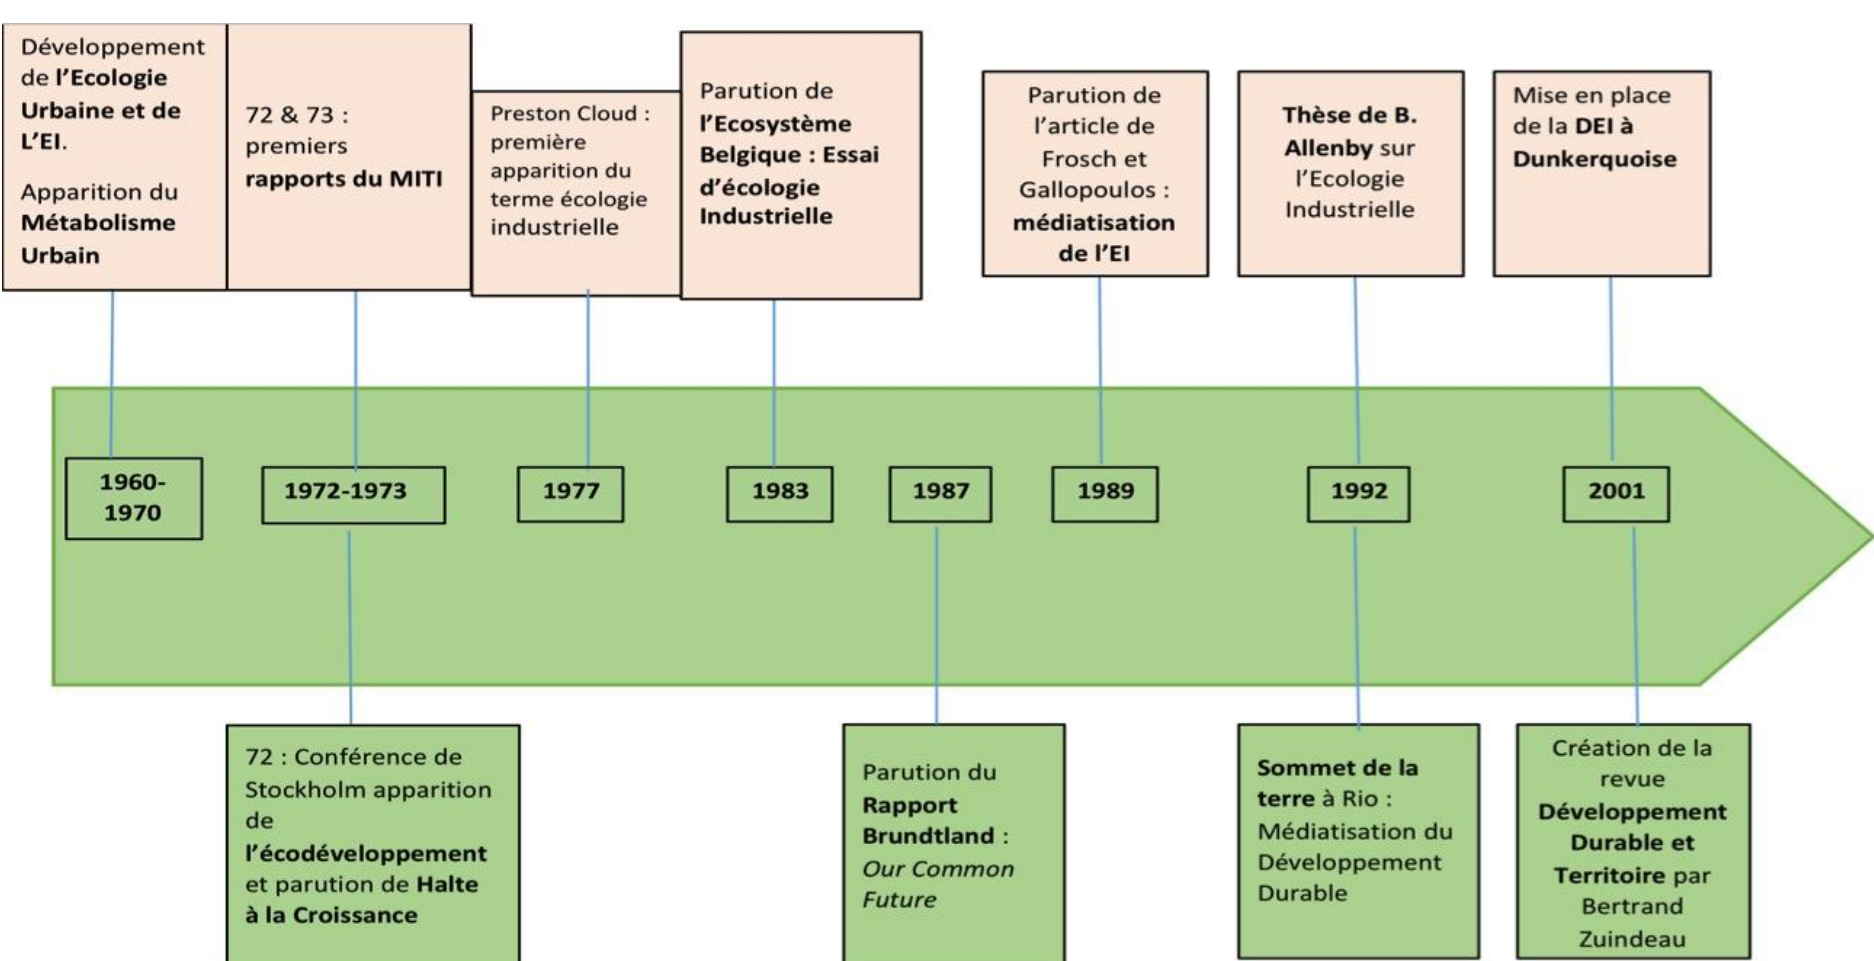 Développement
de l'Ecologie
Urbaine et de
L'EI.
Apparition du
Métabolisme
Urbain
72 & 73 :
premiers
rapports du MITI
Preston Cloud :
première
apparition du
terme écologie
industrielle
Parution de
l'Ecosystème
Belgique : Essai
d'écologie
Industrielle
Parution de
l'article de
Frosch et
Gallopoulos :
médiatisation
de l'EI
Thèse de B.
Allenby sur
l'Ecologie
Industrielle
Mise en place
de la DEI à
Dunkerquoise
1960-
1970
1972-1973
1977
1983
1987
1989
1992
2001
72 : Conférence de
Stockholm apparition
de
l'écodéveloppement
et parution de Halte
à la Croissance
Parution du
Rapport
Brundtland :
Our Common
Future
Sommet de la
terre à Rio :
Médiatisation du
Développement
Durable
Création de la
revue
Développement
Durable et
Territoire par
Bertrand
Zuindeau